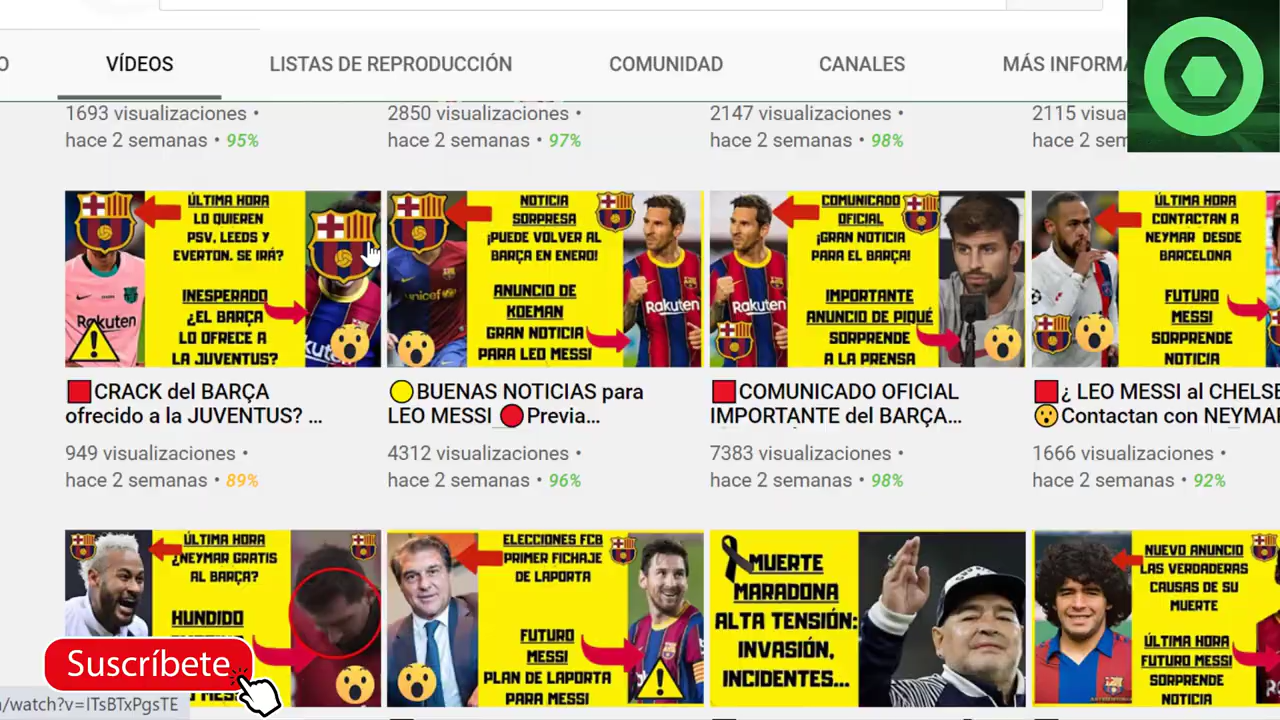 O
VÍDEOS
LISTAS DE REPRODUCCIÓN
COMUNIDAD
CANALES
MÁS INFORMA
1693 visualizaciones •
hace 2 semanas • 95%
2850 visualizaciones •
hace 2 semanas • 97%
2147 visualizaciones •
hace 2 semanas • 98%
2115 visua
hace 2 sem
ÚLTIMA HORA
LO QUIEREN
PSV, LEEDS Y
EVERTON. SE IRÁ?
INESPERADO
¿EL BARÇA
LO OFRECE A
LA JUVENTUS?
Rakuten
CRACK del BARÇA
ofrecido a la JUVENTUS? ...
949 visualizaciones •
hace 2 semanas • 89%
NOTICIA
SORPRESA
¡PUEDE VOLVER AL
BARÇA EN ENERO!
ANUNCIO DE
KOEMAN
GRAN NOTICIA
PARA LEO MESSI
unicef
Rakuten
BUENAS NOTICIAS para
LEO MESSI Previa...
4312 visualizaciones •
hace 2 semanas • 96%
COMUNICADO
OFICIAL
¡GRAN NOTICIA
PARA EL BARÇA!
IMPORTANTE
ANUNCIO DE PIQUÉ
SORPRENDE
A LA PRENSA
Rakuten
COMUNICADO OFICIAL
IMPORTANTE del BARÇA...
7383 visualizaciones •
hace 2 semanas • 98%
ÚLTIMA HORA
CONTACTAN A
NEYMAR DESDE
BARCELONA
FUTURO
MESSI
SORPRENDE
NOTICIA
¿ LEO MESSI al CHELSE
Contactan con NEYMAR
1666 visualizaciones •
hace 2 semanas • 92%
ÚLTIMA HORA
¿NEYMAR GRATIS
AL BARÇA?
HUNDIDO
ELECCIONES FCB
PRIMER FICHAJE
DE LAPORTA
FUTURO
MESSI
PLAN DE LAPORTA
PARA MESSI
MUERTE
MARADONA
ALTA TENSIÓN:
INVASIÓN,
INCIDENTES...
NUEVO ANUNCIO
LAS VERDADERAS
CAUSAS DE SU
MUERTE
ÚLTIMA HORA
FUTURO MESSI
SORPRENDE
NOTICIA
Suscríbete
/watch?v=ITsBTxPgsTE